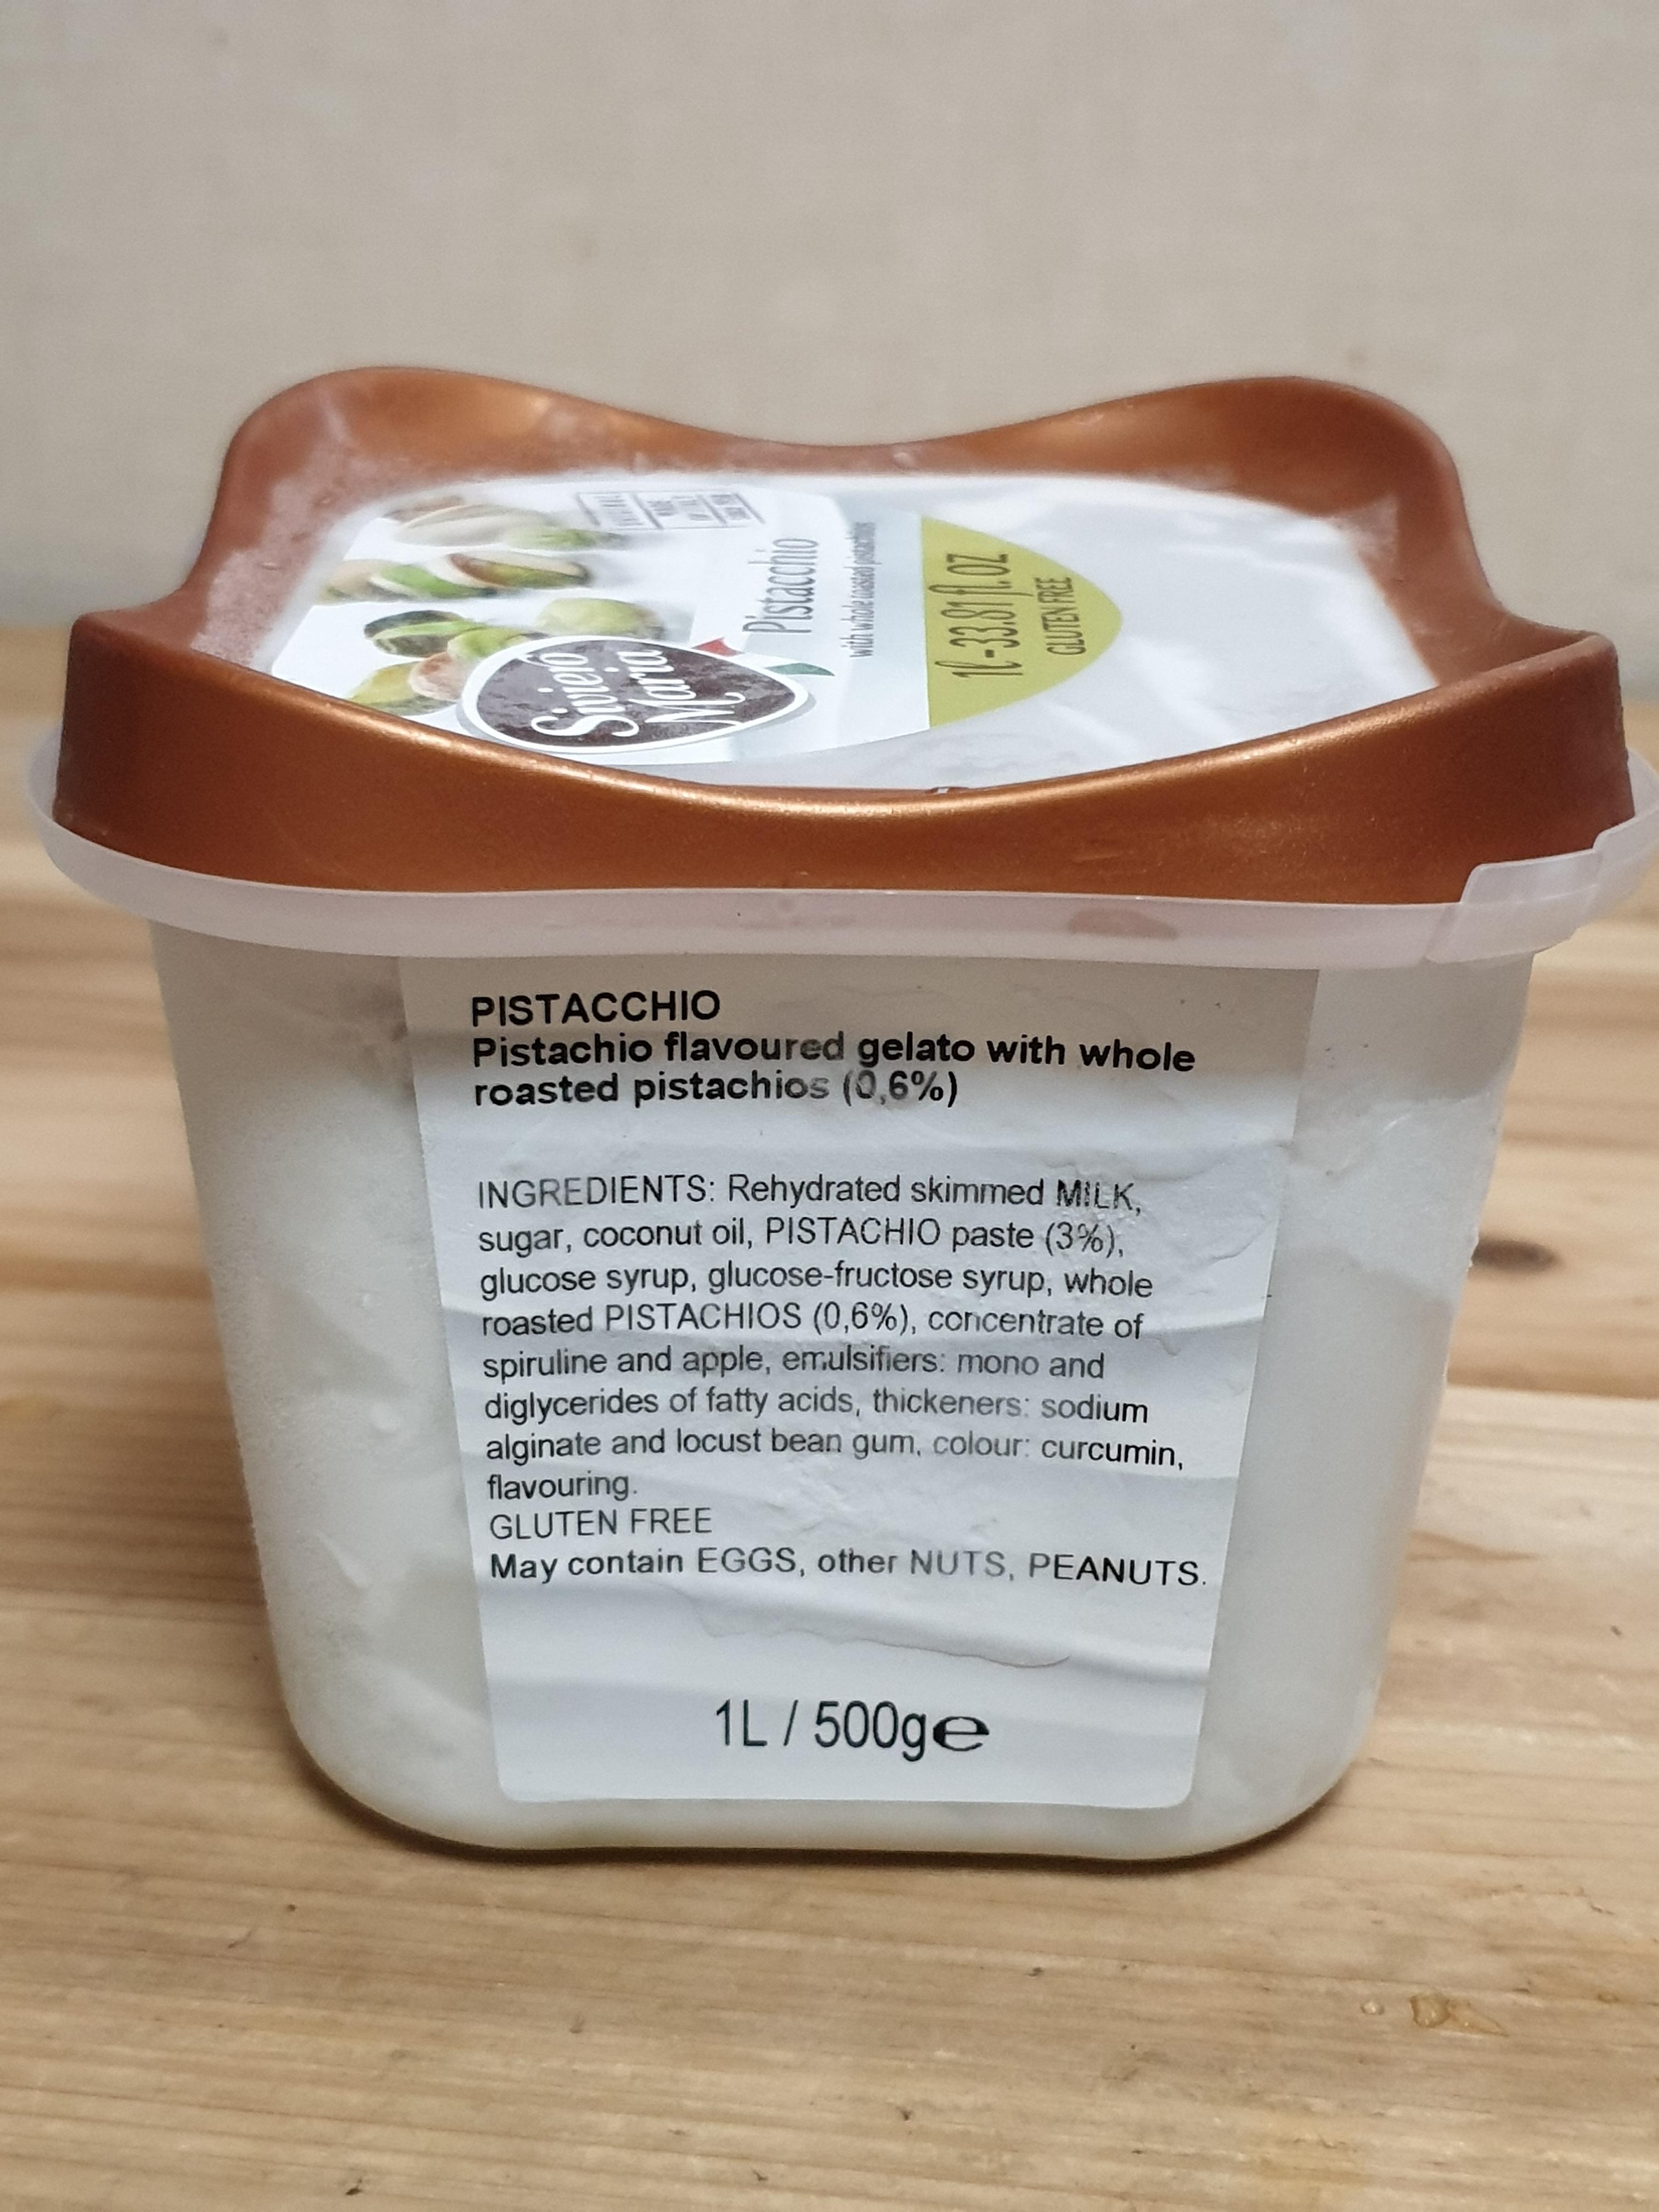 Pistacchio
with whole roasted pistachios
Maria
1l-33.81 fl. oz
GLUTEN FREE
PISTACCHIO
Pistachio flavoured gelato with whole
roasted pistachios (0,6%)
INGREDIENTS: Rehydrated skimmed MILK,
sugar, coconut oil, PISTACHIO paste (3%),
glucose syrup, glucose-fructose syrup, whole
roasted PISTACHIOS (0,6%), concentrate of
spiruline and apple, emulsifiers: mono and
diglycerides of fatty acids, thickeners: sodium
alginate and locust bean gum, colour: curcumin,
flavouring.
GLUTEN FREE
May contain EGGS, other NUTS, PEANUTS.
1L / 500g℮